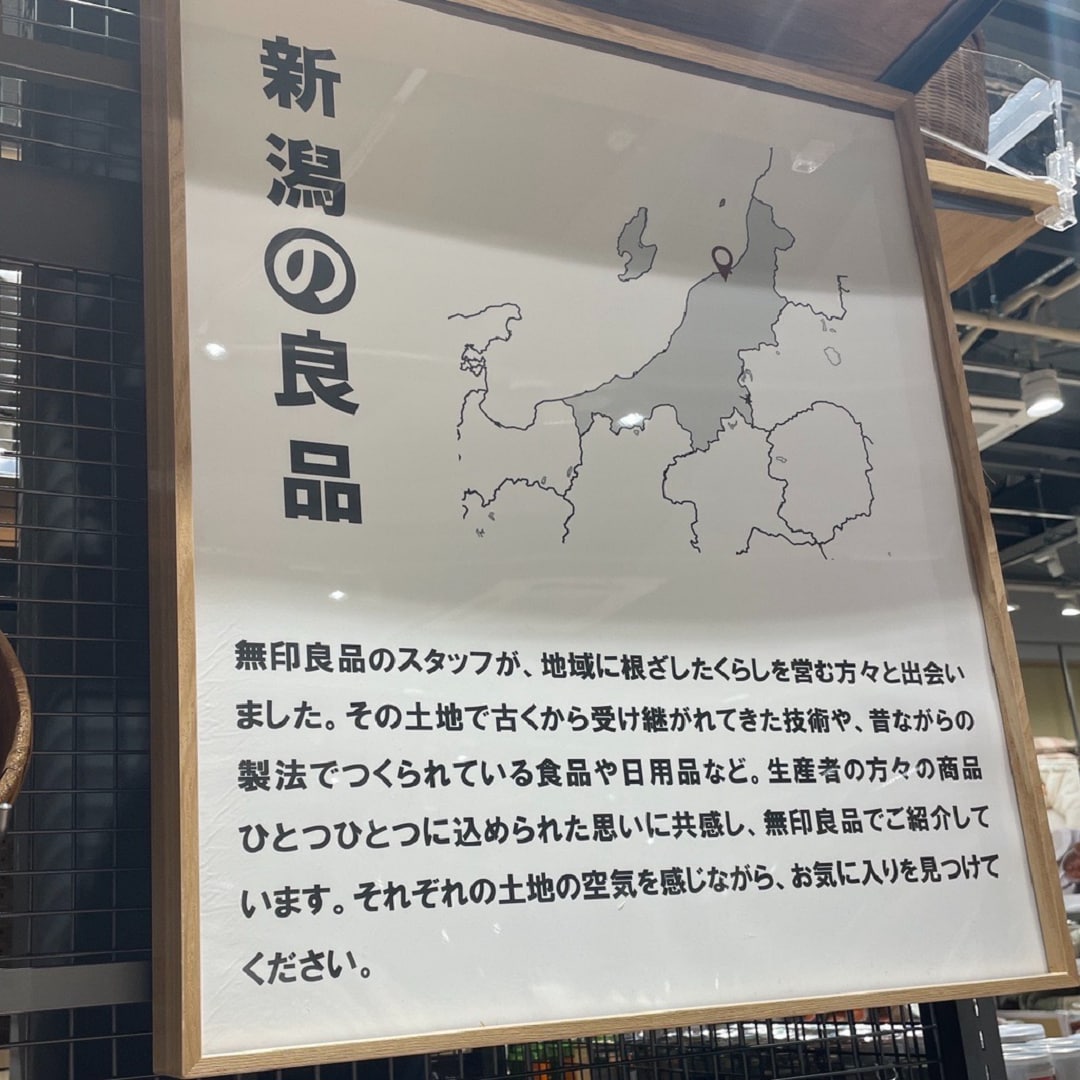 新潟の良品
無印良品のスタッフが、地域に根ざしたくらしを営む方々と出会い
ました。その土地で古くから受け継がれてきた技術や、昔ながらの
製法でつくられている食品や日用品など。生産者の方々の商品
ひとつひとつに込められた思いに共感し、無印良品でご紹介して
います。それぞれの土地の空気を感じながら、お気に入りを見つけて
ください。